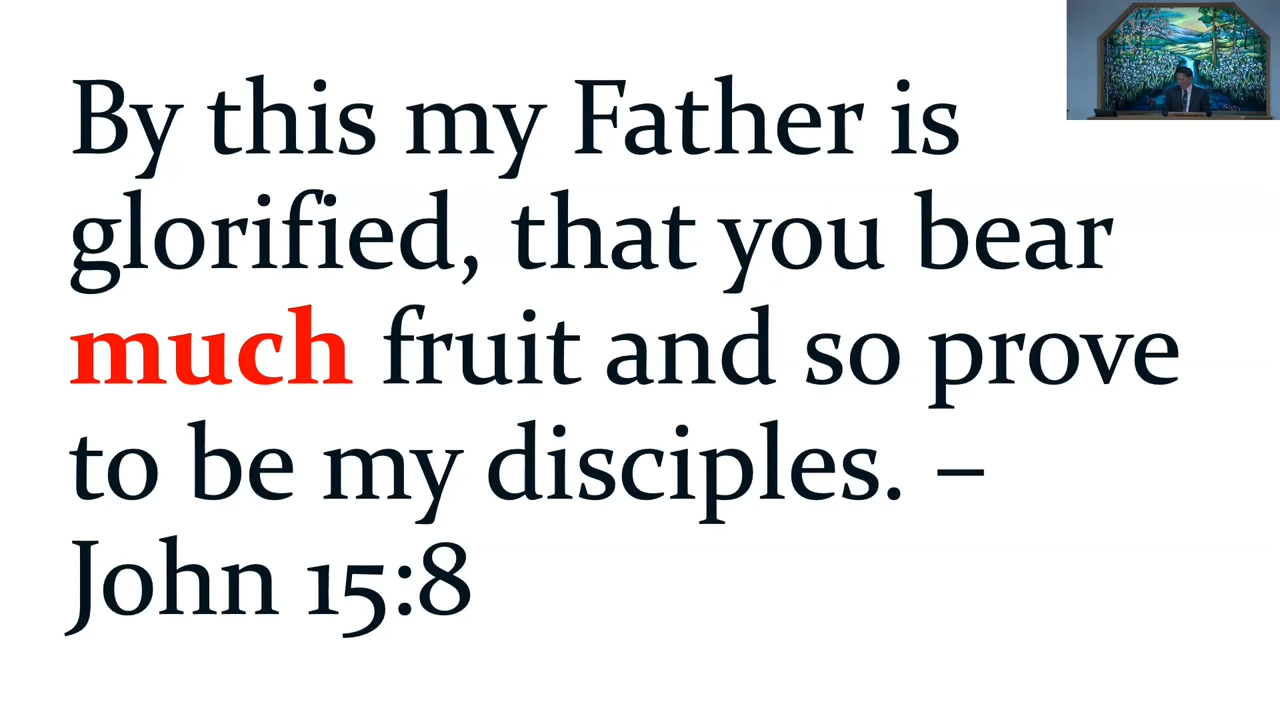 By this my Father is
glorified, that you bear
much fruit and so prove
to be my disciples. –
John 15:8